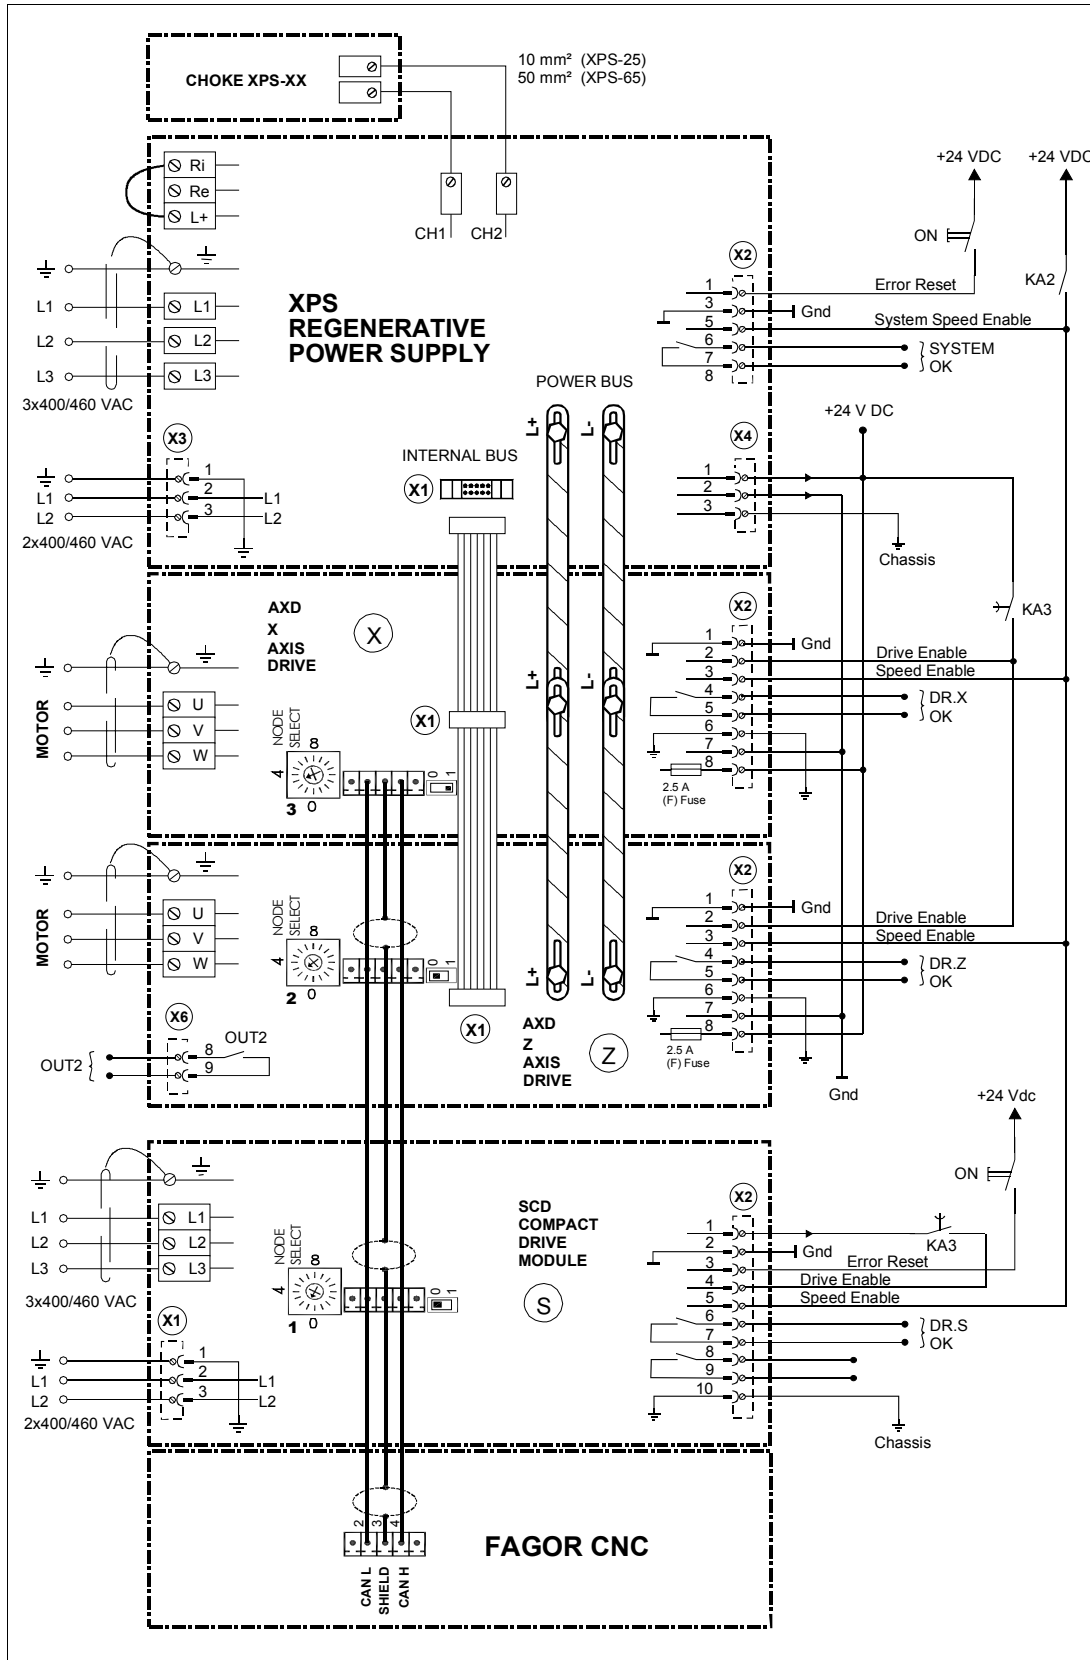 CHOKE XPS-XX
10 mm² (XPS-25)
50 mm² (XPS-65)
Ri
Re
L+
CH1 CH2
L1 L1
L2 L2
L3 L3
3x400/460 VAC
XPS
REGENERATIVE
POWER SUPPLY
+24 VDC +24 VDC
ON
KA2
X2
1 Error Reset
3 Gnd
5 System Speed Enable
6 SYSTEM
7 OK
8
POWER BUS
L+ L-
INTERNAL BUS
X1
X3
1
L1 2 L1
L2 3 L2
2x400/460 VAC
+24 V DC
X4
1
2
3
Chassis
KA3
AXD
X
AXIS
DRIVE
X
MOTOR
U
V
W
NODE
SELECT
8
4
3 0
0 1
X1
L+ L-
X2
1 Gnd
2 Drive Enable
3 Speed Enable
4 DR.X
5 OK
6
7
8
2.5 A
(F) Fuse
MOTOR
U
V
W
NODE
SELECT
8
4
2 0
0 1
X1
L+ L-
X6
OUT2 8 OUT2
9
AXD
Z
AXIS
DRIVE
Z
X2
1 Gnd
2 Drive Enable
3 Speed Enable
4 DR.Z
5 OK
6
7
8
2.5 A
(F) Fuse
Gnd
+24 Vdc
ON
L1 L1
L2 L2
L3 L3
3x400/460 VAC
NODE
SELECT
8
4
1 0
0 1
SCD
COMPACT
DRIVE
MODULE
S
X2
1 KA3
2 Gnd
3 Error Reset
4 Drive Enable
5 Speed Enable
6 DR.S
7 OK
8
9
10
Chassis
X1
1
L1 2 L1
L2 3 L2
2x400/460 VAC
2 3 4
CAN L
SHIELD
CAN H
FAGOR CNC